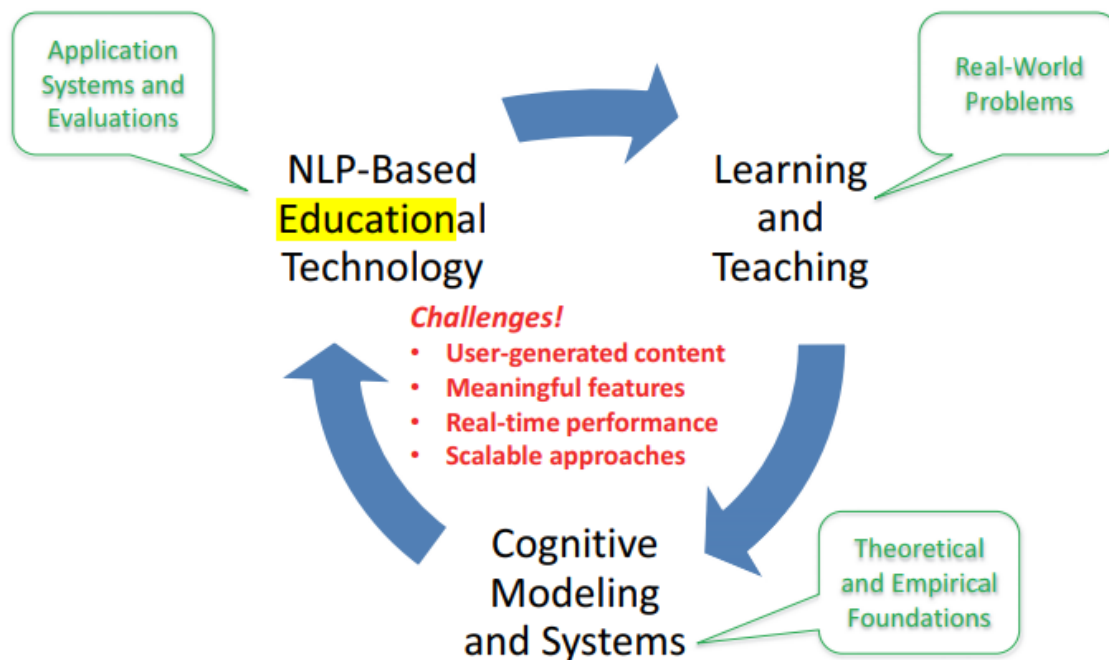 Application
Systems and
Evaluations
Real-World
Problems
NLP-Based
Educational
Technology
Learning
and
Teaching
Challenges!
• User-generated content
• Meaningful features
• Real-time performance
• Scalable approaches
Cognitive
Modeling
and Systems
Theoretical
and Empirical
Foundations